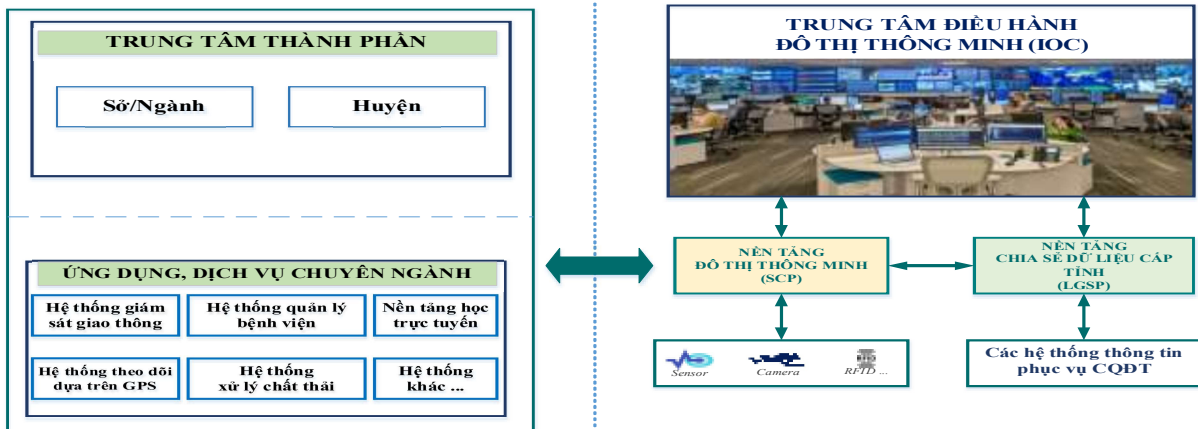 TRUNG TÂM THÀNH PHẦN
Sở/Ngành
Huyện
ỨNG DỤNG, DỊCH VỤ CHUYÊN NGÀNH
Hệ thống giám
sát giao thông
Hệ thống quản lý
bệnh viện
Nền tảng học
trực tuyến
Hệ thống theo dõi
dựa trên GPS
Hệ thống
xử lý chất thải
Hệ thống
khác ...
TRUNG TÂM ĐIỀU HÀNH
ĐÔ THỊ THÔNG MINH (IOC)
NỀN TẢNG
ĐÔ THỊ THÔNG MINH
(SCP)
NỀN TẢNG
CHIA SẺ DỮ LIỆU CẤP
TỈNH
(LGSP)
Sensor
Camera
RFID ...
Các hệ thống thông tin
phục vụ CQĐT